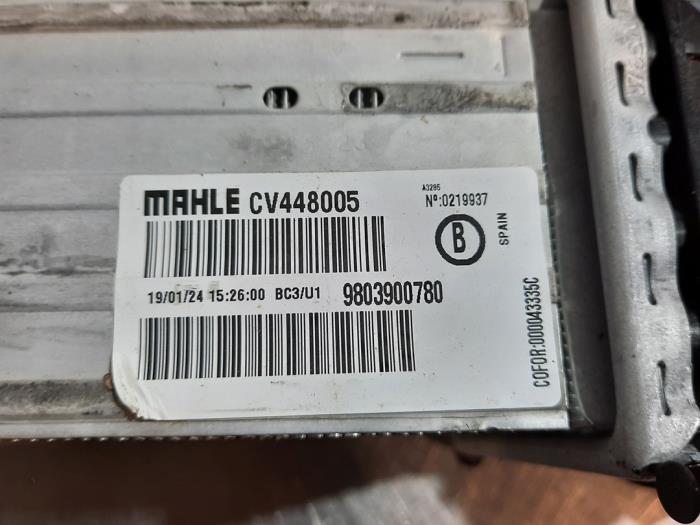 MAHLE CV448005
A3285
Nº:0219937
B
SPAIN
19/01/24 15:26:00 BC3/U1 9803900780
COFOR:000043335C